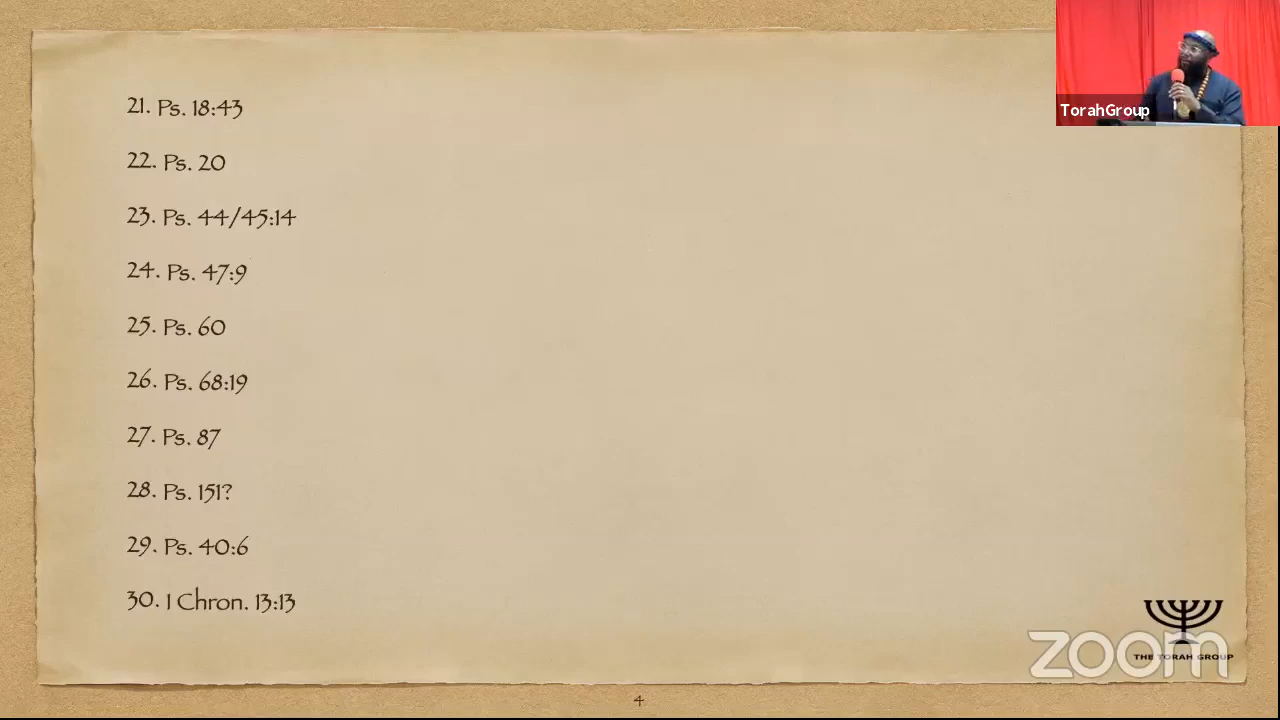 21. Ps. 18:43
22. Ps. 20
23. Ps. 44/45:14
24. Ps. 47:9
25. Ps. 60
26. Ps. 68:19
27. Ps. 87
28. Ps. 151?
29. Ps. 40:6
30. I Chron. 13:13
TorahGroup
zoom
THE TORAH GROUP
4